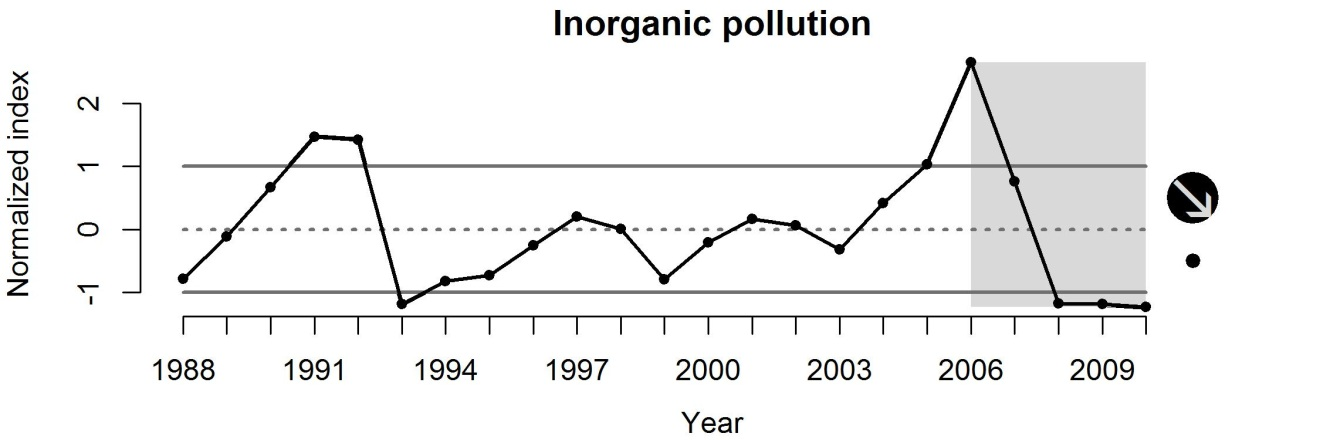 Inorganic pollution
Normalized index
2
1
0
-1
1988 1991 1994 1997 2000 2003 2006 2009
Year